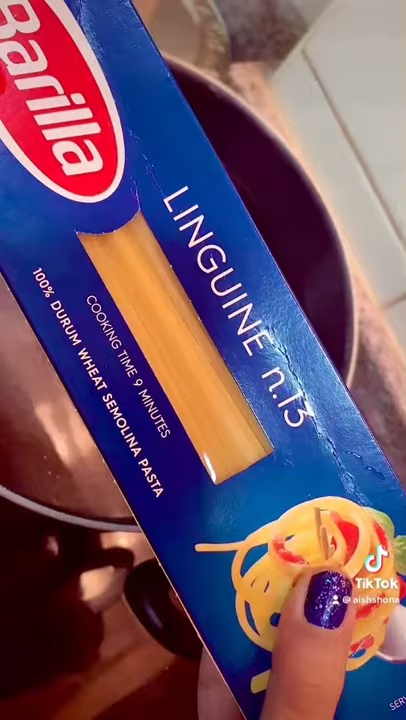 Barilla
LINGUINE n.13
COOKING TIME 9 MINUTES
100% DURUM WHEAT SEMOLINA PASTA
TikTok
@aishshona